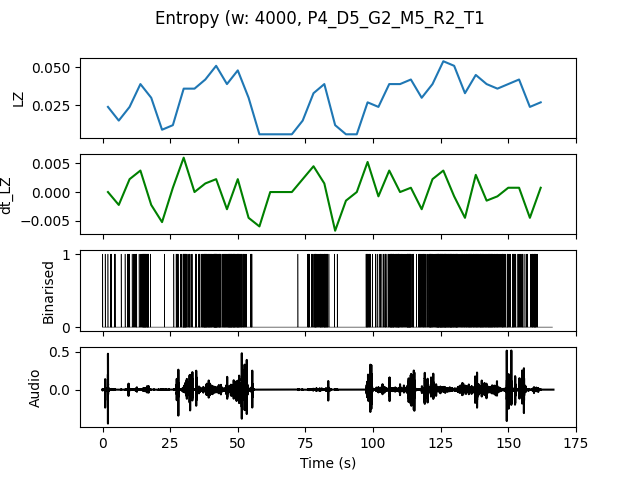 Entropy (w: 4000, P4_D5_G2_M5_R2_T1
0.050
0.025
LZ
0.005
0.000
−0.005
dt_LZ
1
0
Binarised
0.5
0.0
Audio
0 25 50 75 100 125 150 175
Time (s)